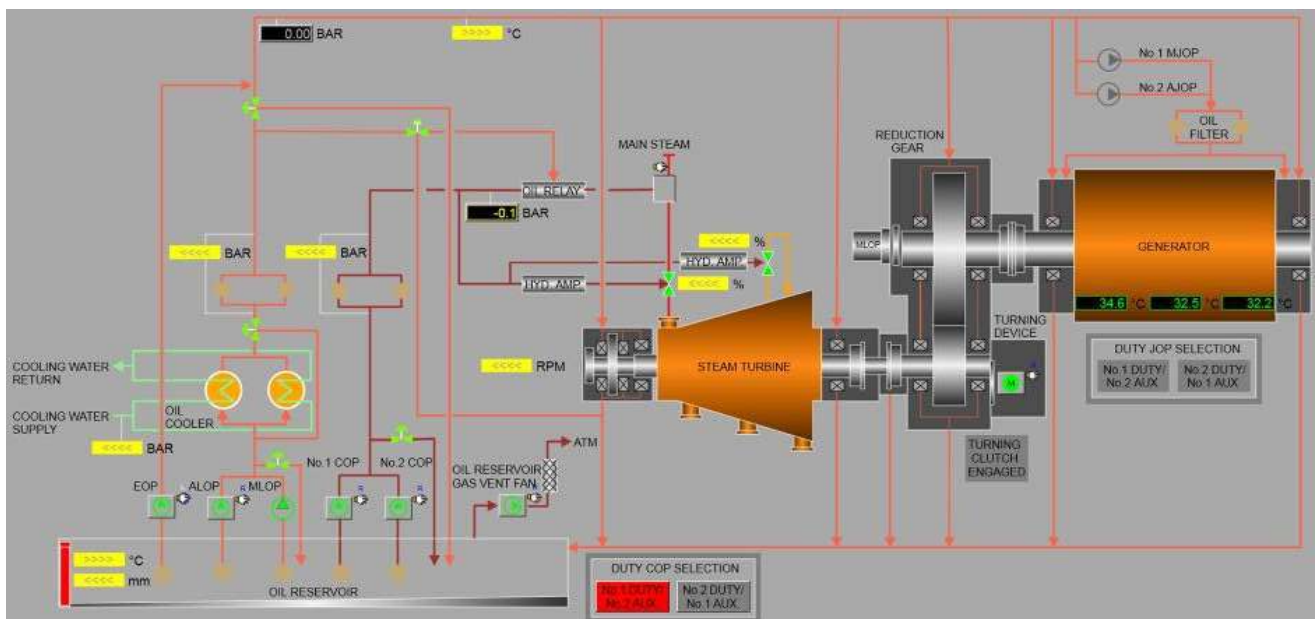 0.00 BAR
>>>> °C
No.1 MJOP
No.2 AJOP
OIL
FILTER
REDUCTION
GEAR
MAIN STEAM
OIL RELAY
-0.1 BAR
<<<< BAR
<<<< BAR
<<<< %
HYD. AMP.
HYD. AMP.
<<<< %
MLOP
GENERATOR
34.6 °C 32.5 °C 32.2 °C
TURNING
DEVICE
M
DUTY JOP SELECTION
No.1 DUTY/
No.2 AUX
No.2 DUTY/
No.1 AUX
COOLING WATER
RETURN
COOLING WATER
SUPPLY
OIL
COOLER
<<<< BAR
<<<< RPM
STEAM TURBINE
TURNING
CLUTCH
ENGAGED
ATM
OIL RESERVOIR
GAS VENT FAN
EOP
ALOP
MLOP
No.1 COP
No.2 COP
>>>> °C
<<<< mm
OIL RESERVOIR
DUTY COP SELECTION
No.1 DUTY/
No.2 AUX.
No.2 DUTY/
No.1 AUX.